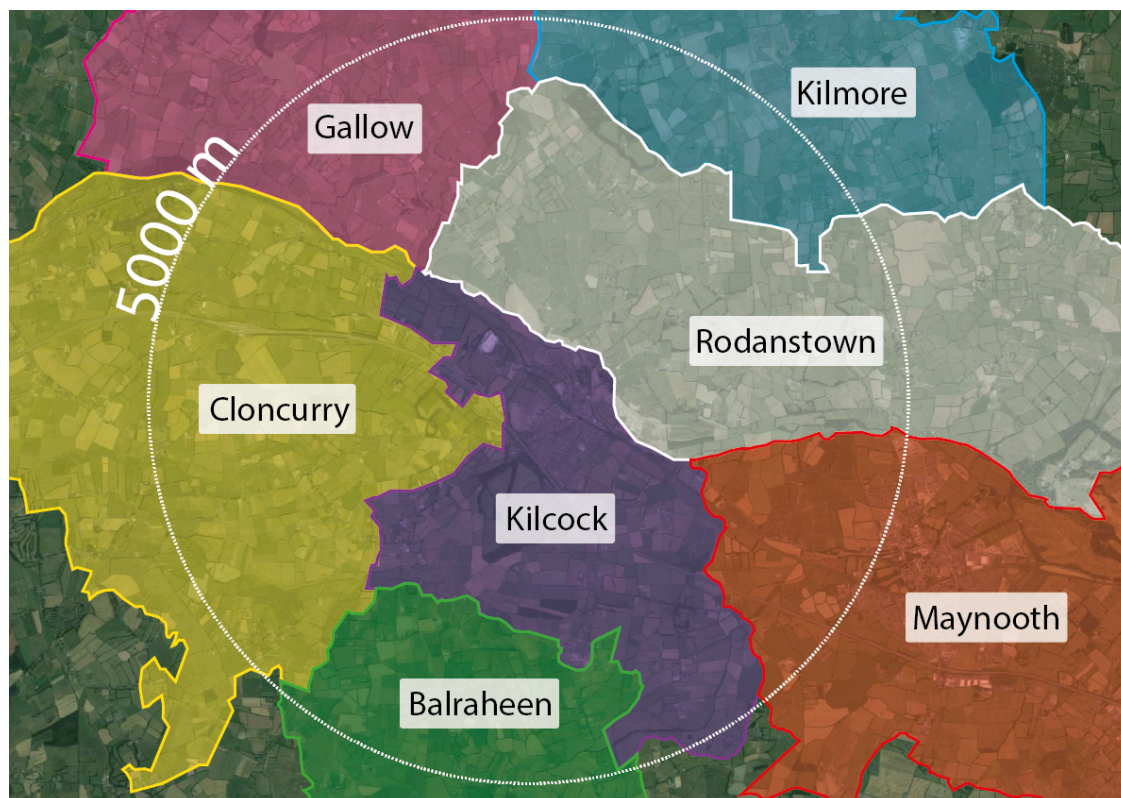 Kilmore
Gallow
5000 m
Rodanstown
Cloncurry
Kilcock
Maynooth
Balraheen